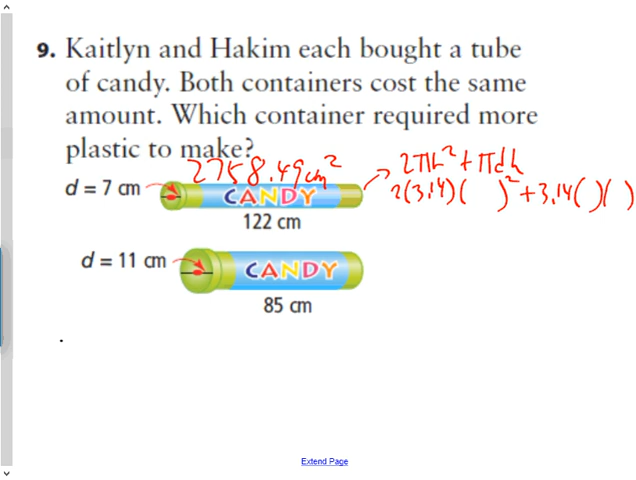 9. Kaitlyn and Hakim each bought a tube
of candy. Both containers cost the same
amount. Which container required more
plastic to make?
2758.49cm²
2πr²+πdh
d = 7 cm
CANDY
2(3.14)( )²+3.14( )( )
122 cm
d = 11 cm
CANDY
85 cm
Extend Page